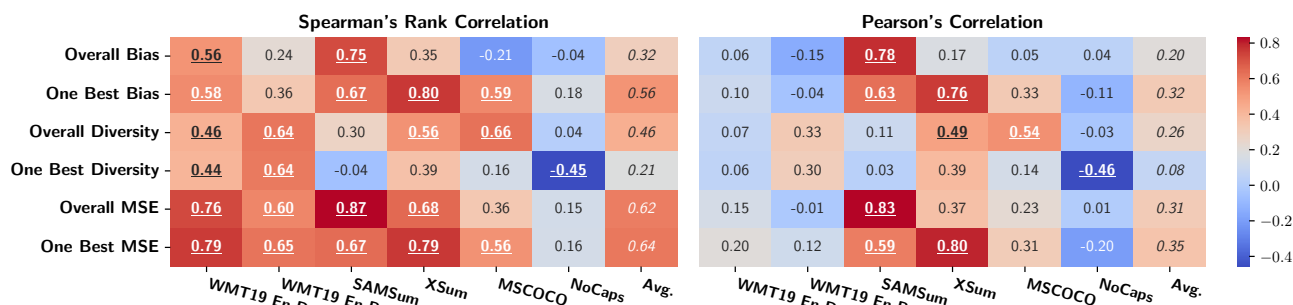 Spearman's Rank Correlation
Pearson's Correlation
Overall Bias 0.56 0.24 0.75 0.35 -0.21 -0.04 0.32 0.06 -0.15 0.78 0.17 0.05 0.04 0.20
One Best Bias 0.58 0.36 0.67 0.80 0.59 0.18 0.56 0.10 -0.04 0.63 0.76 0.33 -0.11 0.32
Overall Diversity 0.46 0.64 0.30 0.56 0.66 0.04 0.46 0.07 0.33 0.11 0.49 0.54 -0.03 0.26
One Best Diversity 0.44 0.64 -0.04 0.39 0.16 -0.45 0.21 0.06 0.30 0.03 0.39 0.14 -0.46 0.08
Overall MSE 0.76 0.60 0.87 0.68 0.36 0.15 0.62 0.15 -0.01 0.83 0.37 0.23 0.01 0.31
One Best MSE 0.79 0.65 0.67 0.79 0.56 0.16 0.64 0.20 0.12 0.59 0.80 0.31 -0.20 0.35
WMT19 WMT19 SAMSum XSum MSCOCO NoCaps Avg.
WMT19 WMT19 SAMSum XSum MSCOCO NoCaps Avg.
0.8
0.6
0.4
0.2
0.0
−0.2
−0.4